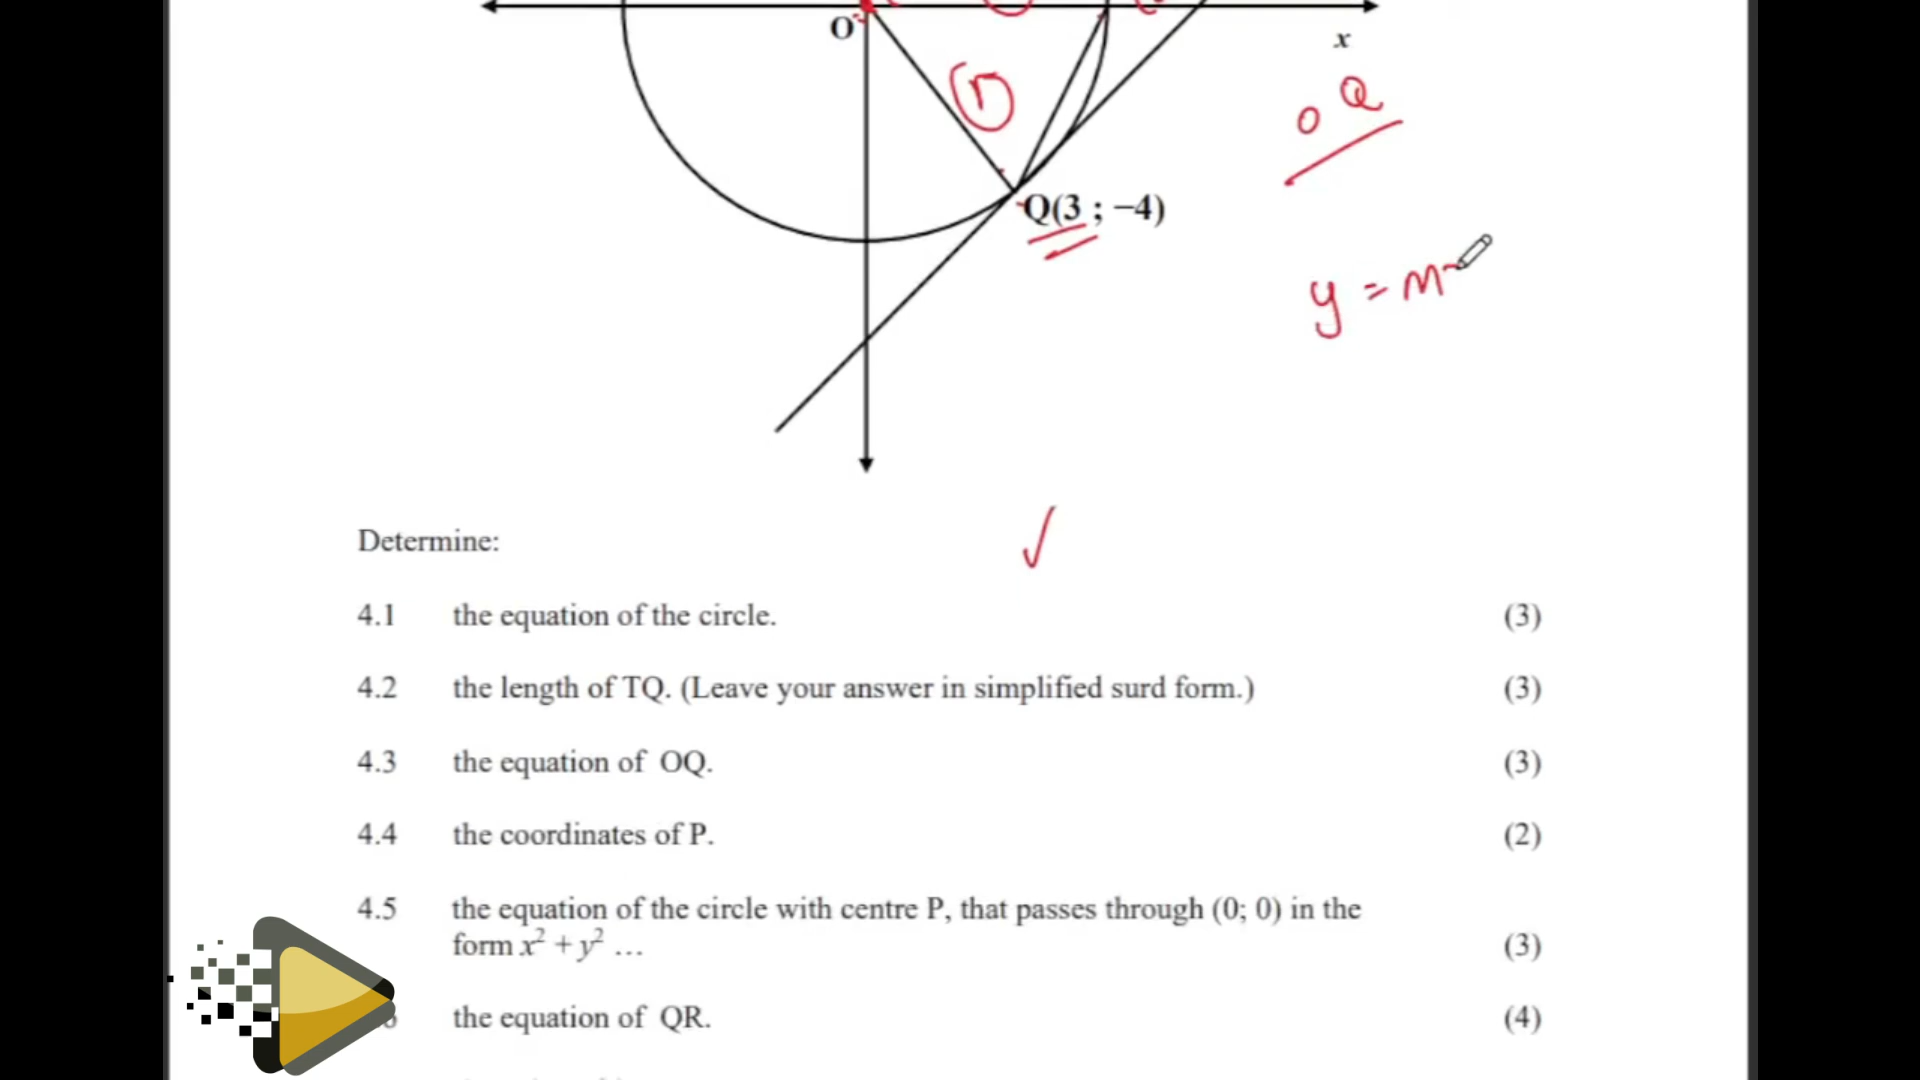 O
x
r
OQ
Q(3 ; −4)
y = m
Determine:
4.1 the equation of the circle. (3)
4.2 the length of TQ. (Leave your answer in simplified surd form.) (3)
4.3 the equation of OQ. (3)
4.4 the coordinates of P. (2)
4.5 the equation of the circle with centre P, that passes through (0; 0) in the
form x² + y² … (3)
the equation of QR. (4)